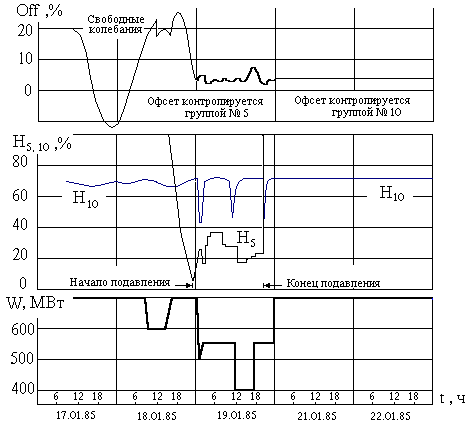 Off ,%
20
10
0
Свободные
колебания
Офсет контролируется
группой № 5
Офсет контролируется
группой № 10
H5, 10 ,%
80
60
40
20
0
H10
H5
H10
Начало подавления
Конец подавления
W, МВт
600
500
400
6 12 18 6 12 18 6 12 18 6 12 18 6 12 18
t , ч
17.01.85 18.01.85 19.01.85 21.01.85 22.01.85